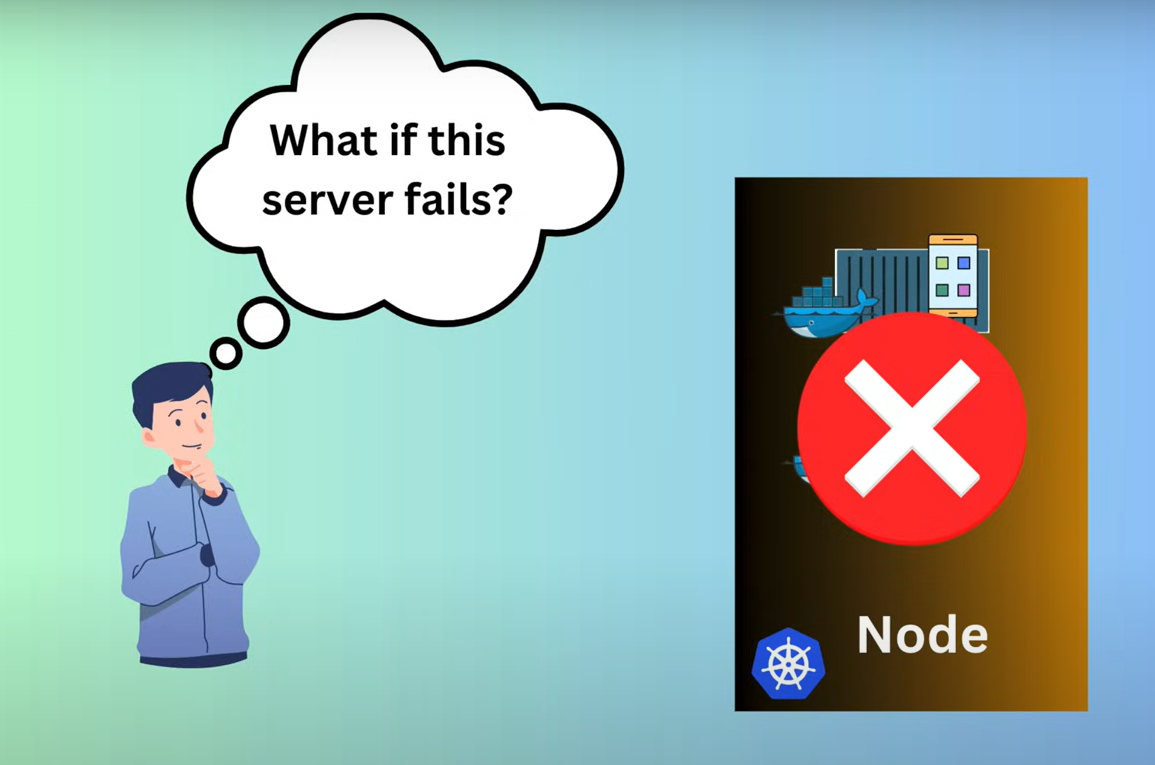 What if this
server fails?
Node